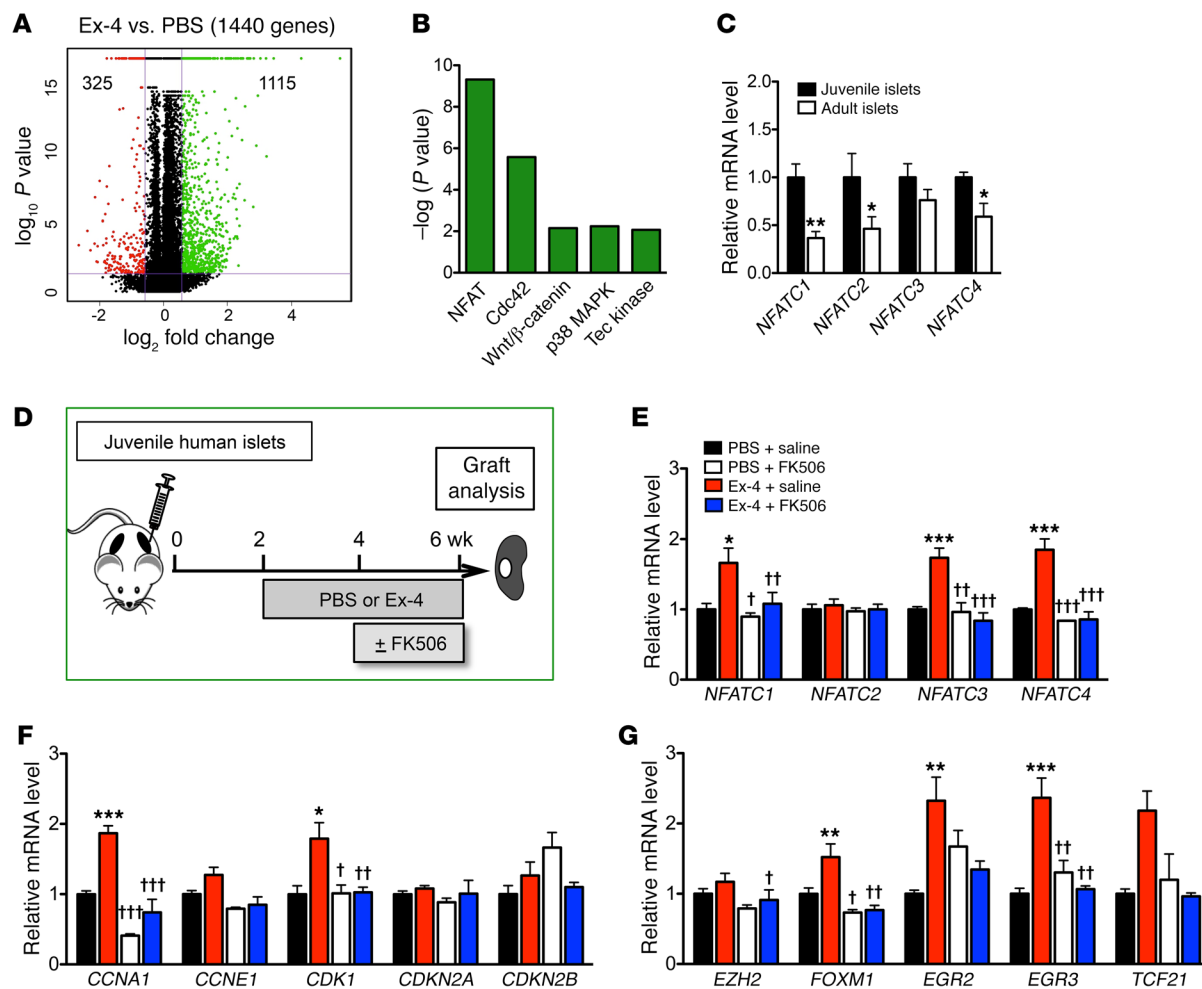 A
Ex-4 vs. PBS (1440 genes)
325
1115
log10 P value
15
10
5
0
-2
0
2
4
log2 fold change
B
–log (P value)
10
8
6
4
2
0
NFAT
Cdc42
Wnt/β-catenin
p38 MAPK
Tec kinase
C
Juvenile islets
Adult islets
Relative mRNA level
2.0
1.5
1.0
0.5
0.0
**
*
*
NFATC1
NFATC2
NFATC3
NFATC4
D
Juvenile human islets
Graft
analysis
0
2
4
6 wk
PBS or Ex-4
± FK506
E
PBS + saline
PBS + FK506
Ex-4 + saline
Ex-4 + FK506
Relative mRNA level
3
2
1
0
*
†
††
***
††
†††
***
†††
†††
NFATC1
NFATC2
NFATC3
NFATC4
F
Relative mRNA level
3
2
1
0
***
†††
†††
*
†
††
CCNA1
CCNE1
CDK1
CDKN2A
CDKN2B
G
Relative mRNA level
3
2
1
0
†
**
†
††
**
***
††
††
EZH2
FOXM1
EGR2
EGR3
TCF21